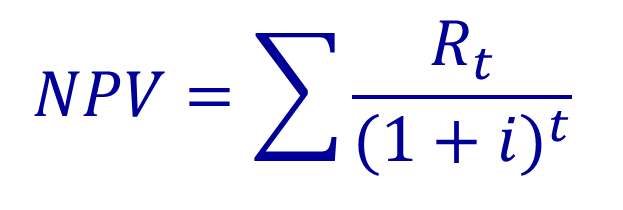 NPV = ∑ R_t / (1 + i)^t